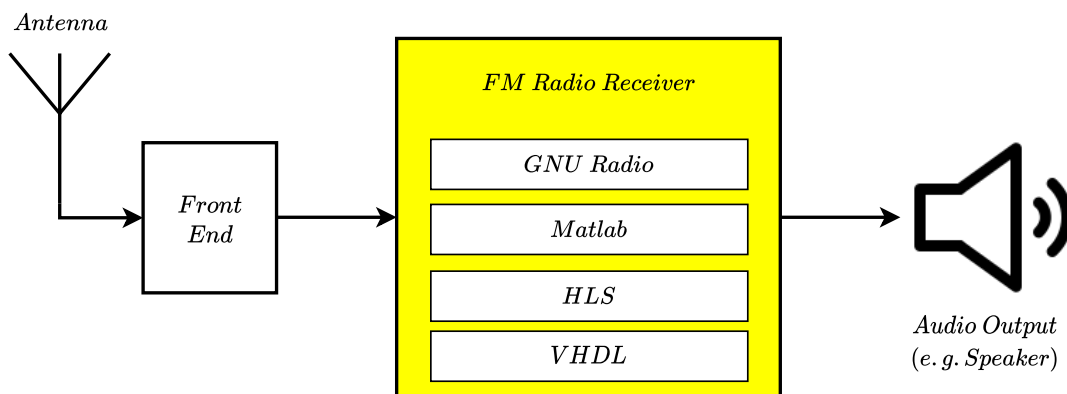 Antenna
Front
End
FM Radio Receiver
GNU Radio
Matlab
HLS
VHDL
Audio Output
(e.g. Speaker)